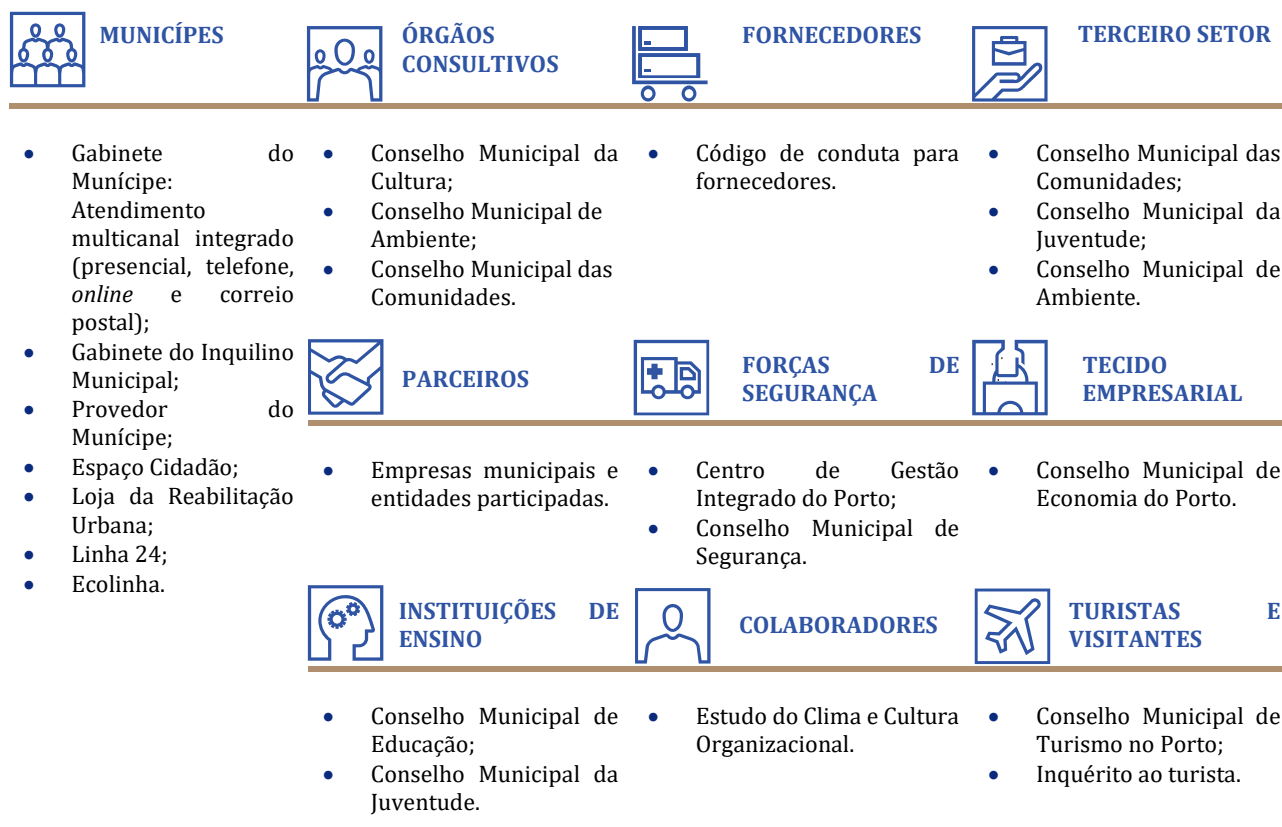 MUNICÍPES
Gabinete do
Munícipe:
Atendimento
multicanal integrado
(presencial, telefone,
online e correio
postal);
Gabinete do Inquilino
Municipal;
Provedor do
Munícipe;
Espaço Cidadão;
Loja da Reabilitação
Urbana;
Linha 24;
Ecolinha.
ÓRGÃOS
CONSULTIVOS
Conselho Municipal da
Cultura;
Conselho Municipal de
Ambiente;
Conselho Municipal das
Comunidades.
FORNECEDORES
Código de conduta para
fornecedores.
TERCEIRO SETOR
Conselho Municipal das
Comunidades;
Conselho Municipal da
Juventude;
Conselho Municipal de
Ambiente.
PARCEIROS
Empresas municipais e
entidades participadas.
FORÇAS DE
SEGURANÇA
Centro de Gestão
Integrado do Porto;
Conselho Municipal de
Segurança.
TECIDO
EMPRESARIAL
Conselho Municipal de
Economia do Porto.
INSTITUIÇÕES DE
ENSINO
Conselho Municipal de
Educação;
Conselho Municipal da
Juventude.
COLABORADORES
Estudo do Clima e Cultura
Organizacional.
TURISTAS E
VISITANTES
Conselho Municipal de
Turismo no Porto;
Inquérito ao turista.